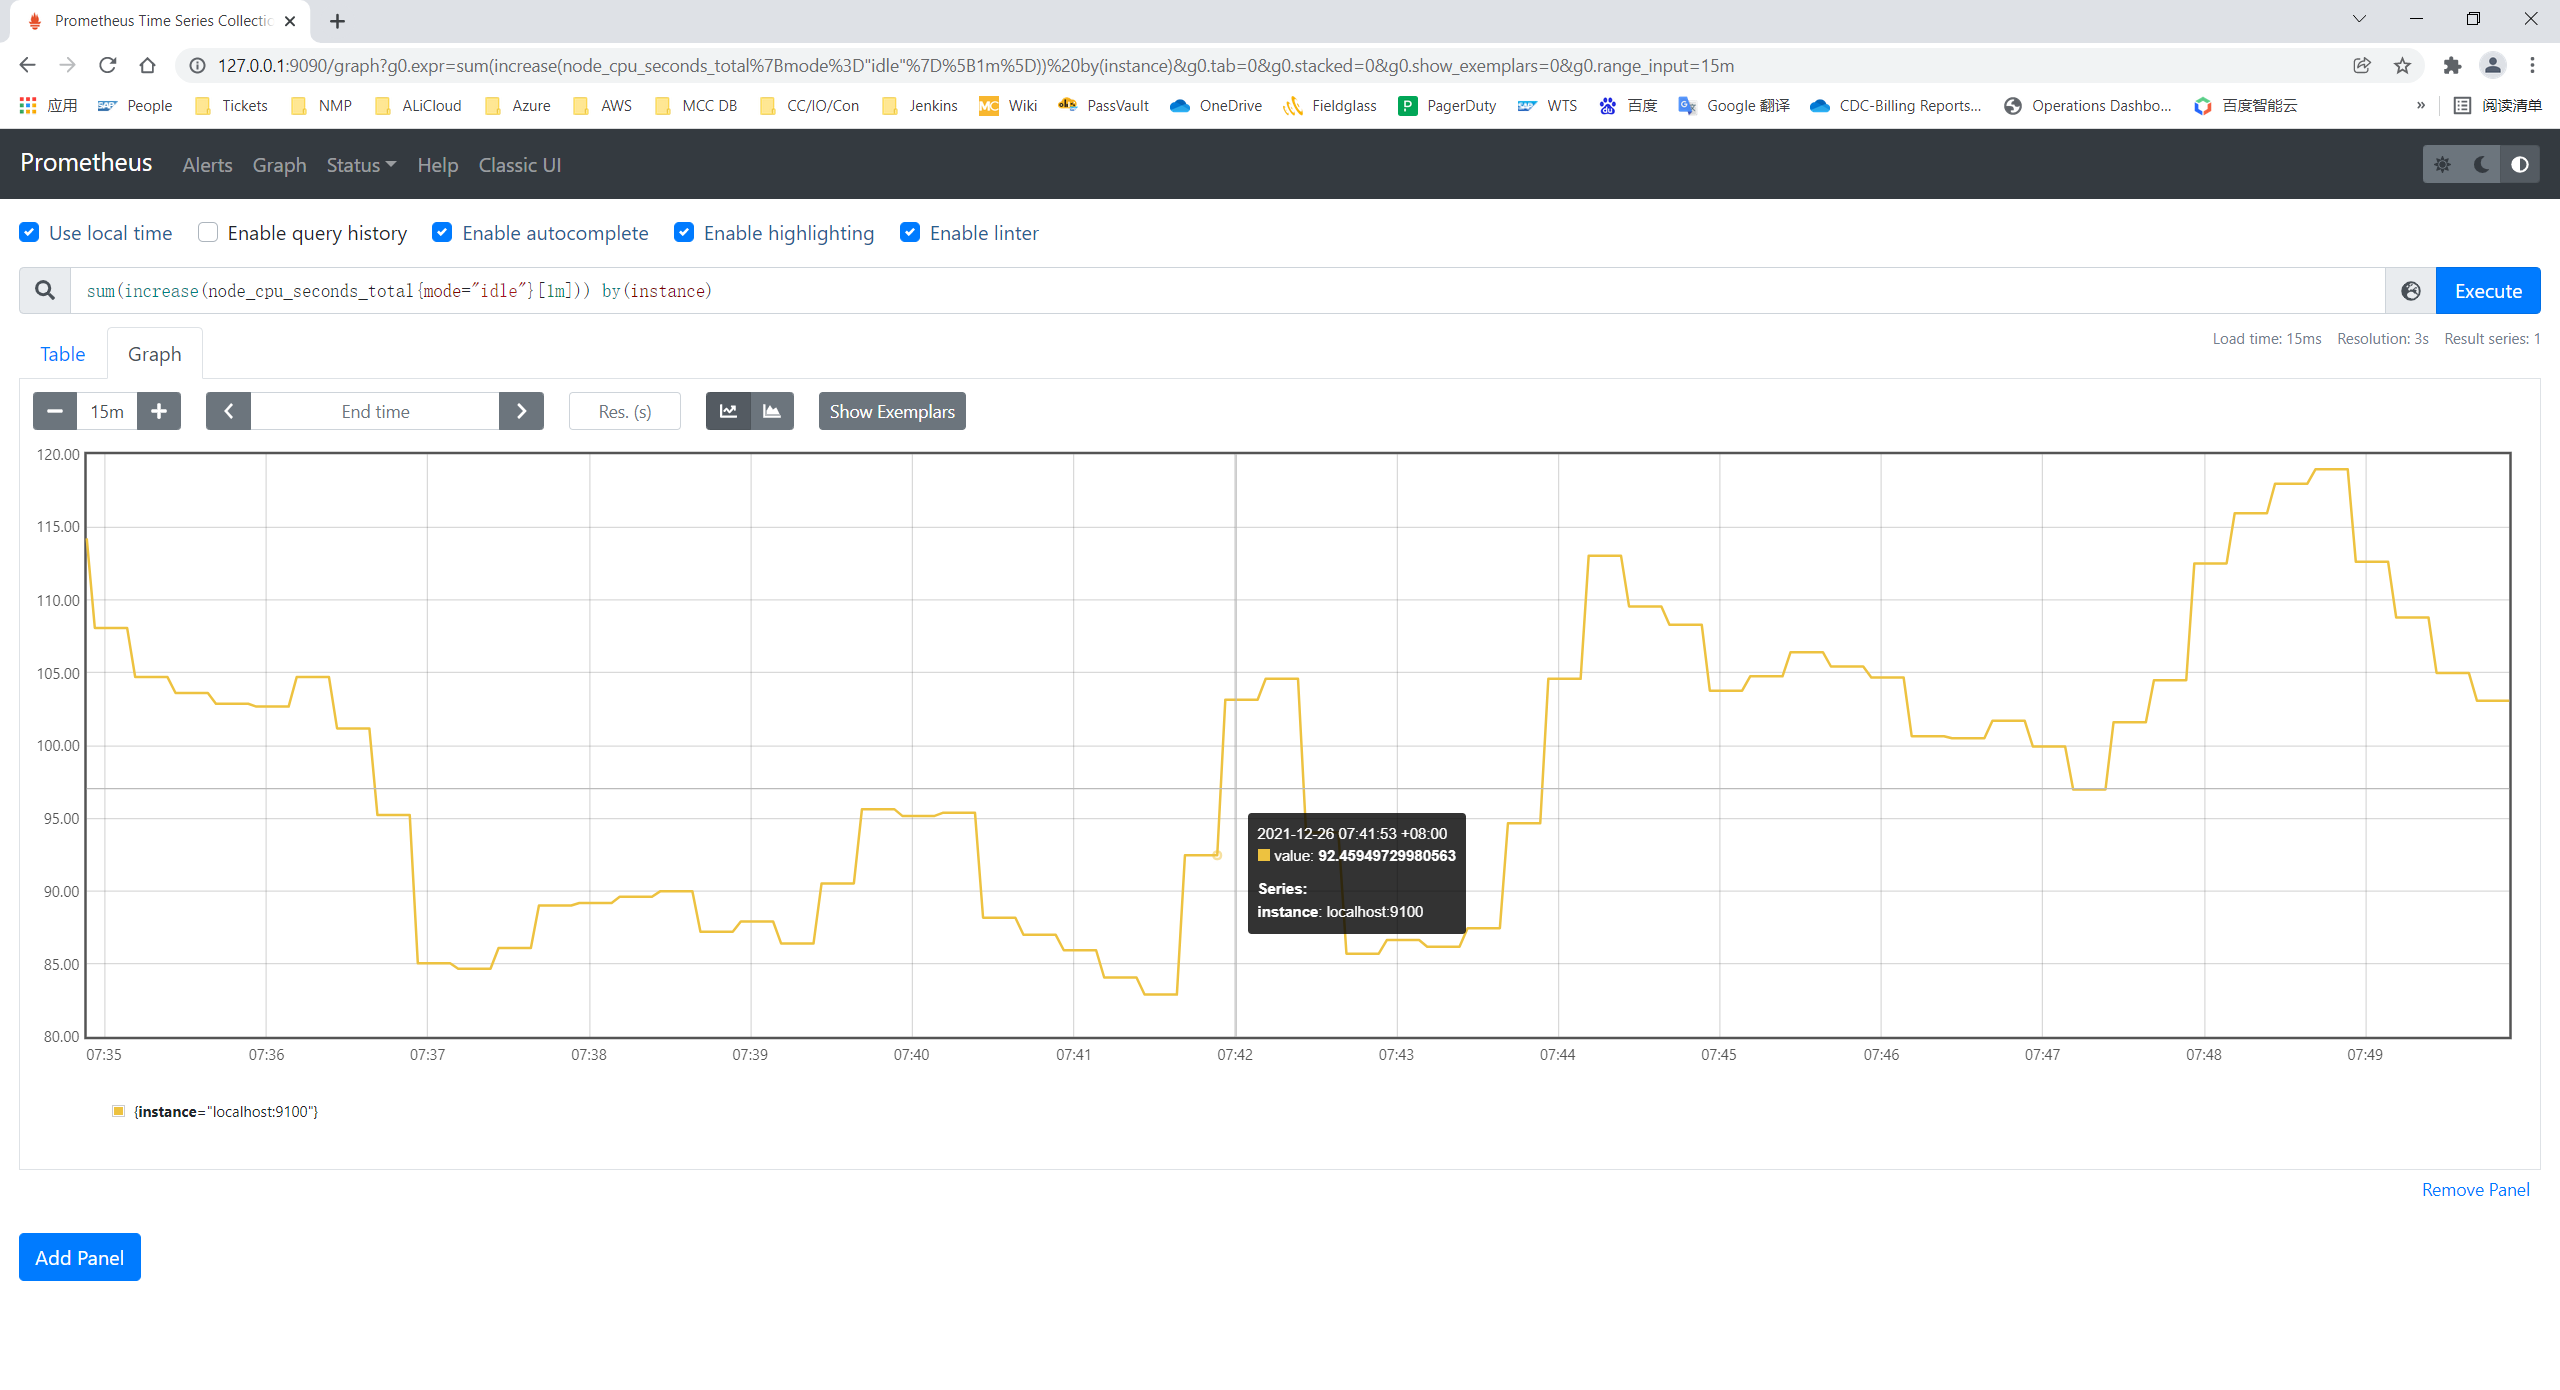 Prometheus Time Series Collectio
127.0.0.1:9090/graph?g0.expr=sum(increase(node_cpu_seconds_total%7Bmode%3D"idle"%7D%5B1m%5D))%20by(instance)&g0.tab=0&g0.stacked=0&g0.show_exemplars=0&g0.range_input=15m
应用 People Tickets NMP ALiCloud Azure AWS MCC DB CC/IO/Con Jenkins Wiki PassVault OneDrive Fieldglass PagerDuty WTS 百度 Google 翻译 CDC-Billing Reports... Operations Dashbo... 百度智能云 » 阅读清单
Prometheus Alerts Graph Status Help Classic UI
Use local time Enable query history Enable autocomplete Enable highlighting Enable linter
sum(increase(node_cpu_seconds_total{mode="idle"}[1m])) by(instance) Execute
Load time: 15ms Resolution: 3s Result series: 1
Table Graph
15m End time Res. (s) Show Exemplars
120.00
115.00
110.00
105.00
100.00
95.00
90.00
85.00
80.00
2021-12-26 07:41:53 +08:00
value: 92.45949729980563
Series:
instance: localhost:9100
07:35 07:36 07:37 07:38 07:39 07:40 07:41 07:42 07:43 07:44 07:45 07:46 07:47 07:48 07:49
{instance="localhost:9100"}
Remove Panel
Add Panel